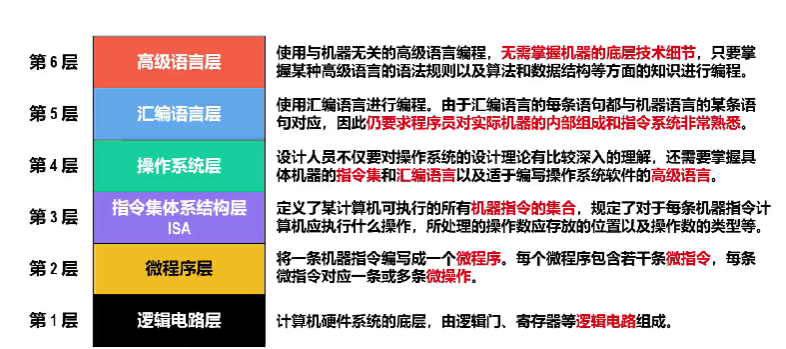 第 6 层
高级语言层
使用与机器无关的高级语言编程，无需掌握机器的底层技术细节，只要掌
握某种高级语言的语法规则以及算法和数据结构等方面的知识进行编程。
第 5 层
汇编语言层
使用汇编语言进行编程。由于汇编语言的每条语句都与机器语言的某条语
句对应，因此仍要求程序员对实际机器的内部组成和指令系统非常熟悉。
第 4 层
操作系统层
设计人员不仅要对操作系统的设计理论有比较深入的理解，还需要掌握具
体机器的指令集和汇编语言以及适于编写操作系统软件的高级语言。
第 3 层
指令集体系结构层
ISA
定义了某计算机可执行的所有机器指令的集合，规定了对于每条机器指令计
算机应执行什么操作，所处理的操作数应存放的位置以及操作数的类型等。
第 2 层
微程序层
将一条机器指令编写成一个微程序。每个微程序包含若干条微指令，每条
微指令对应一条或多条微操作。
第 1 层
逻辑电路层
计算机硬件系统的底层，由逻辑门、寄存器等逻辑电路组成。